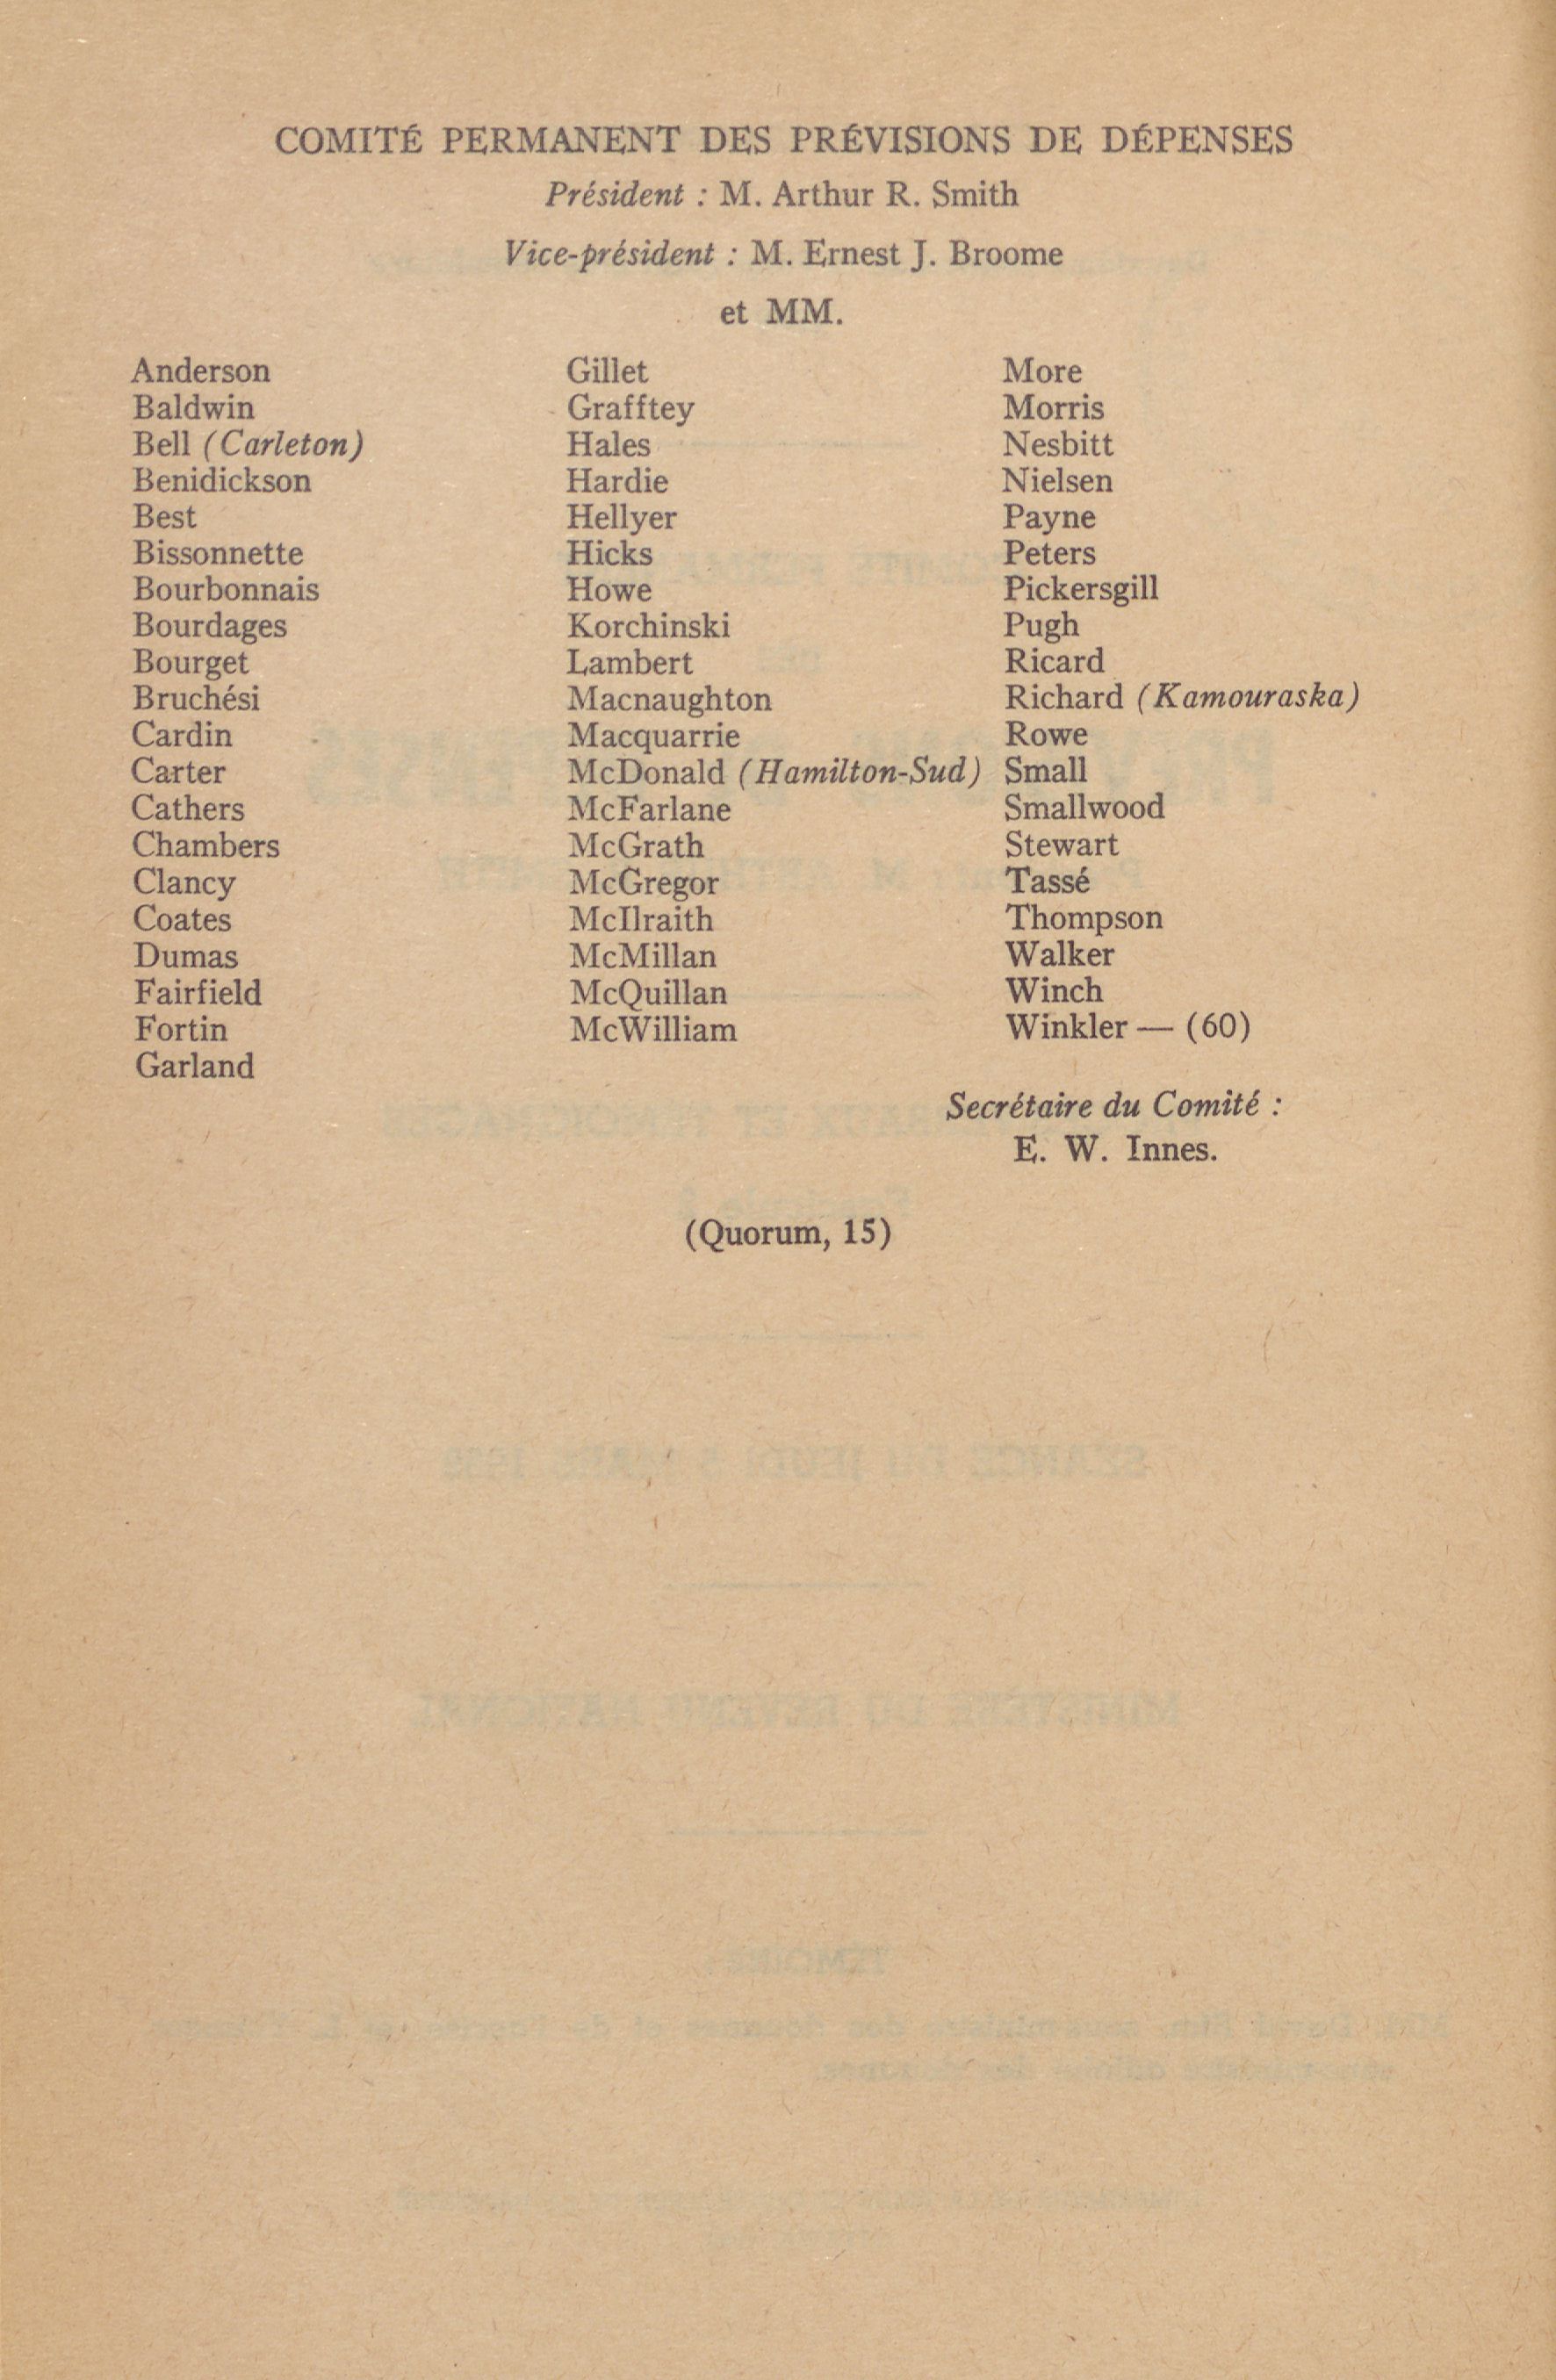 COMITÉ PERMANENT DES PRÉVISIONS DE DÉPENSES
Président : M. Arthur R. Smith
Vice-président : M. Ernest J. Broome
et MM.
Anderson
Baldwin
Bell (Carleton)
Benidickson
Best
Bissonnette
Bourbonnais
Bourdages
Bourget
Bruchési
Cardin
Carter
Cathers
Chambers
Clancy
Coates
Dumas
Fairfield
Fortin
Garland
Gillet
Grafftey
Hales
Hardie
Hellyer
Hicks
Howe
Korchinski
Lambert
Macnaughton
Macquarrie
McDonald (Hamilton-Sud)
McFarlane
McGrath
McGregor
McIlraith
McMillan
McQuillan
McWilliam
More
Morris
Nesbitt
Nielsen
Payne
Peters
Pickersgill
Pugh
Ricard
Richard (Kamouraska)
Rowe
Small
Smallwood
Stewart
Tassé
Thompson
Walker
Winch
Winkler — (60)
Secrétaire du Comité :
E. W. Innes.
(Quorum, 15)